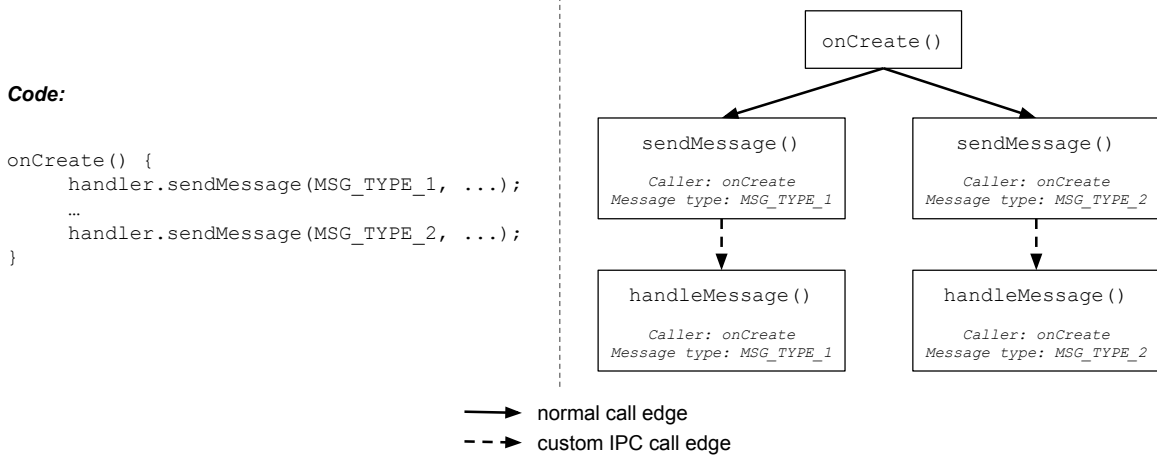 Code:
onCreate() {
handler.sendMessage(MSG_TYPE_1, ...);
…
handler.sendMessage(MSG_TYPE_2, ...);
}
onCreate()
sendMessage()
Caller: onCreate
Message type: MSG_TYPE_1
sendMessage()
Caller: onCreate
Message type: MSG_TYPE_2
handleMessage()
Caller: onCreate
Message type: MSG_TYPE_1
handleMessage()
Caller: onCreate
Message type: MSG_TYPE_2
normal call edge
custom IPC call edge